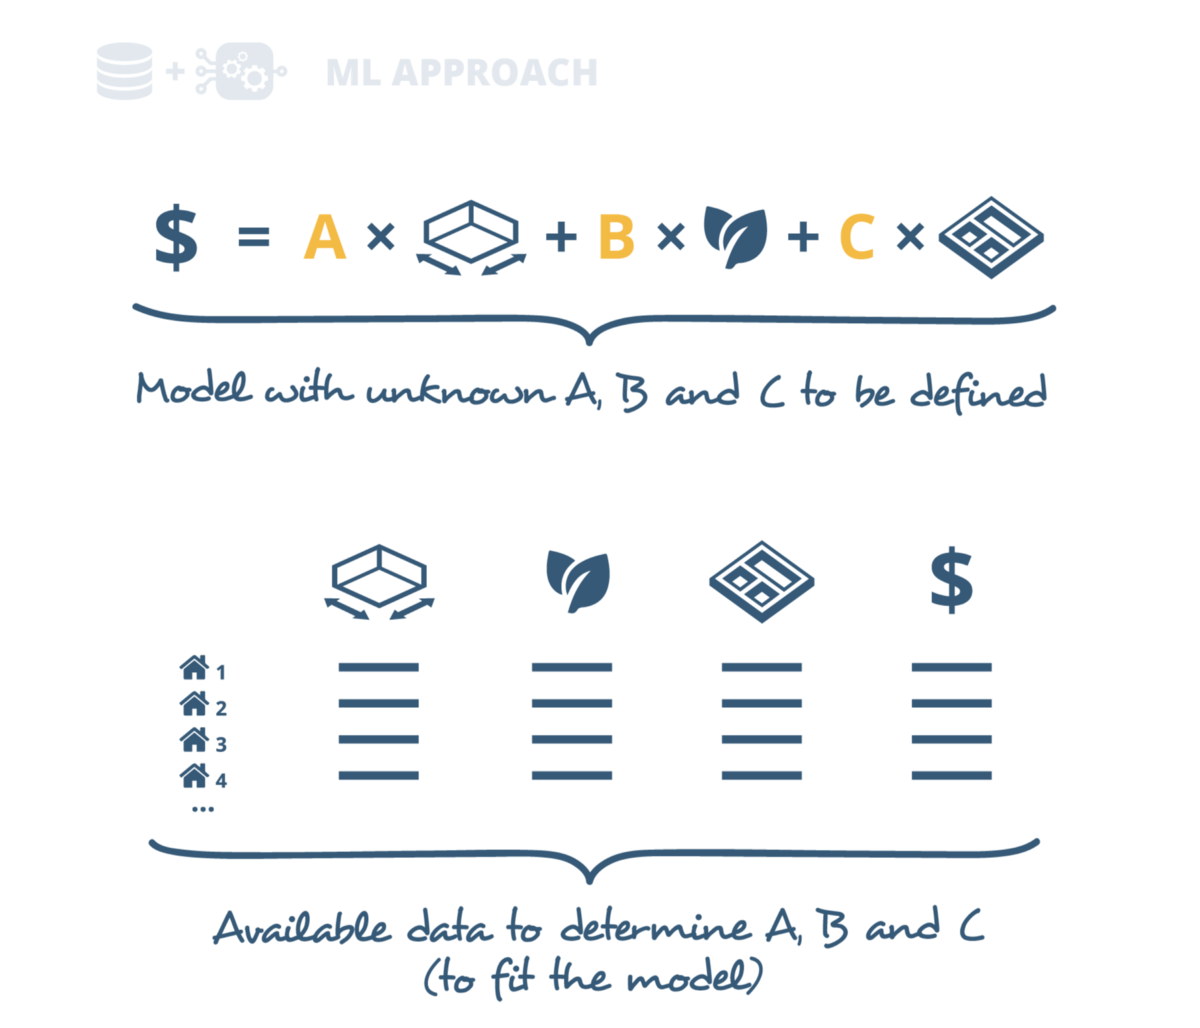 + ML APPROACH
$ = A × + B × + C ×
Model with unknown A, B and C to be defined
$
1
2
3
4
...
Available data to determine A, B and C
(to fit the model)